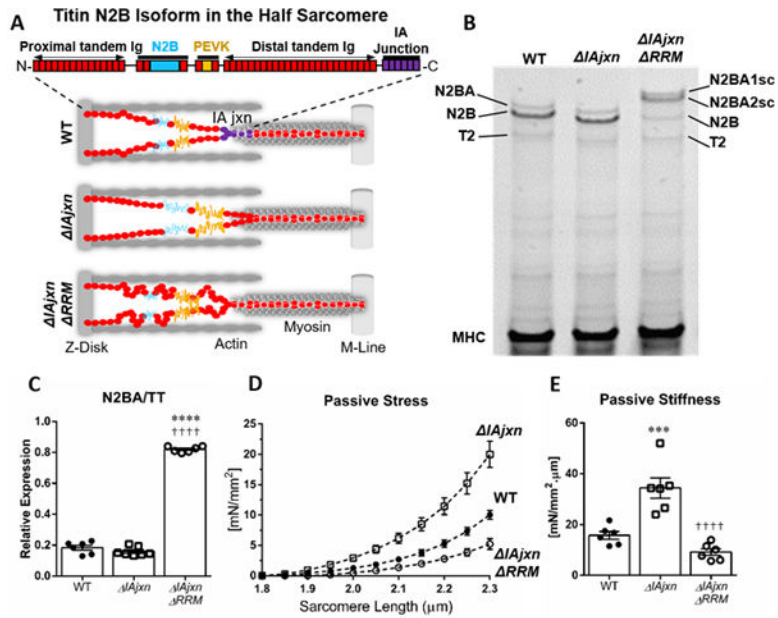 A
Titin N2B Isoform in the Half Sarcomere
Proximal tandem Ig
N2B
PEVK
Distal tandem Ig
IA
Junction
N-
-C
WT
IA jxn
ΔIAjxn
ΔIAjxn
ΔRRM
Z-Disk
Actin
Myosin
M-Line
B
WT
ΔIAjxn
ΔIAjxn
ΔRRM
N2BA
N2B
T2
N2BA1sc
N2BA2sc
N2B
T2
MHC
C
N2BA/TT
Relative Expression
1.0
0.8
0.6
0.4
0.2
0.0
****
††††
WT
ΔIAjxn
ΔIAjxn
ΔRRM
D
Passive Stress
[mN/mm²]
25
20
15
10
5
0
1.8
1.9
2.0
2.1
2.2
2.3
Sarcomere Length (μm)
ΔIAjxn
WT
ΔIAjxn
ΔRRM
E
Passive Stiffness
[mN/mm²·μm]
60
40
20
0
***
††††
WT
ΔIAjxn
ΔIAjxn
ΔRRM